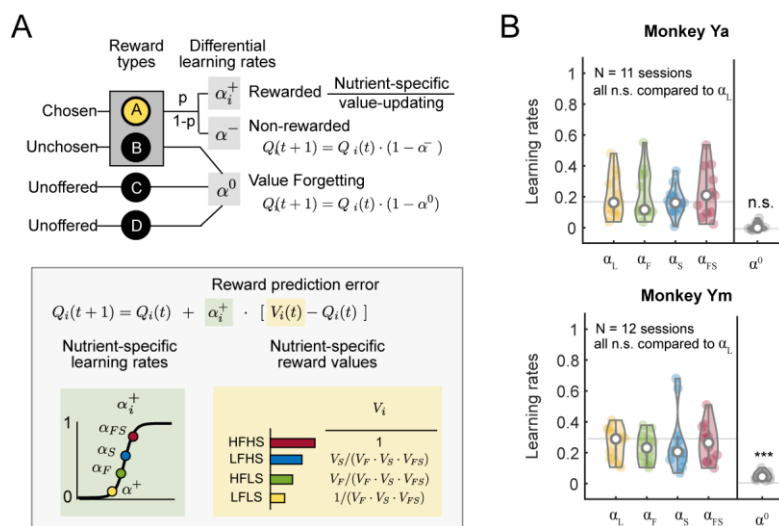 A
Reward types
Differential learning rates
Chosen
Unchosen
Unoffered
Unoffered
A
B
C
D
p
1-p
α_i^+
α^-
α^0
Rewarded
Nutrient-specific
value-updating
Non-rewarded
Q_i(t+1) = Q_i(t) · (1 - α^-)
Value Forgetting
Q_i(t+1) = Q_i(t) · (1 - α^0)
Reward prediction error
Q_i(t+1) = Q_i(t) + α_i^+ · [ V_i(t) - Q_i(t) ]
Nutrient-specific
learning rates
α_i^+
1
α_FS
α_S
α_F
α^+
0
Nutrient-specific
reward values
V_i
HFHS 1
LFHS V_S/(V_F · V_S · V_FS)
HFLS V_F/(V_F · V_S · V_FS)
LFLS 1/(V_F · V_S · V_FS)
B
Monkey Ya
N = 11 sessions
all n.s. compared to α_L
Learning rates
1
0.8
0.6
0.4
0.2
0
n.s.
α_L α_F α_S α_FS α^0
Monkey Ym
N = 12 sessions
all n.s. compared to α_L
Learning rates
1
0.8
0.6
0.4
0.2
0
***
α_L α_F α_S α_FS α^0